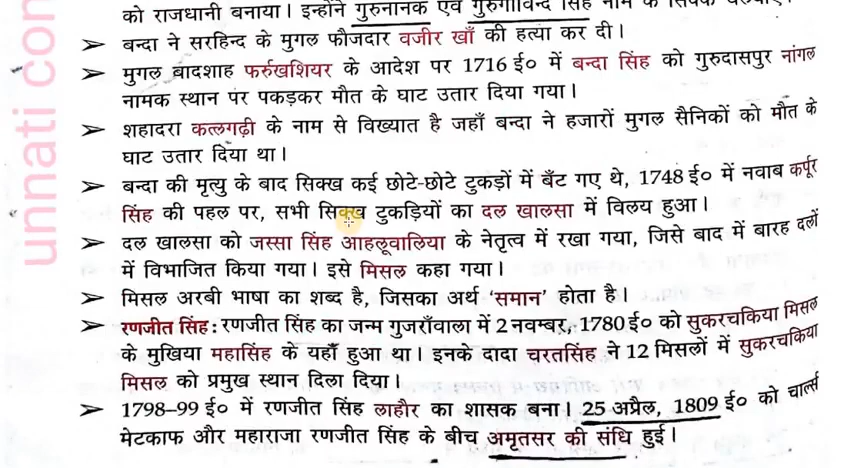 को राजधानी बनाया। इन्होंने गुरुनानक एवं गुरुगोविन्द सिंह नाम के सिक्के चलवाए।
➤ बन्दा ने सरहिन्द के मुगल फौजदार वजीर खाँ की हत्या कर दी।
➤ मुगल बादशाह फर्रुखशियर के आदेश पर 1716 ई० में बन्दा सिंह को गुरुदासपुर नांगल
नामक स्थान पर पकड़कर मौत के घाट उतार दिया गया।
➤ शहादरा कत्लगढ़ी के नाम से विख्यात है जहाँ बन्दा ने हजारों मुगल सैनिकों को मौत के
घाट उतार दिया था।
➤ बन्दा की मृत्यु के बाद सिक्ख कई छोटे-छोटे टुकड़ों में बँट गए थे, 1748 ई० में नवाब कर्पूर
सिंह की पहल पर, सभी सिक्ख टुकड़ियों का दल खालसा में विलय हुआ।
➤ दल खालसा को जस्सा सिंह आहलूवालिया के नेतृत्व में रखा गया, जिसे बाद में बारह दलों
में विभाजित किया गया। इसे मिसल कहा गया।
➤ मिसल अरबी भाषा का शब्द है, जिसका अर्थ ‘समान’ होता है।
➤ रणजीत सिंह : रणजीत सिंह का जन्म गुजराँवाला में 2 नवम्बर, 1780 ई० को सुकरचकिया मिसल
के मुखिया महासिंह के यहाँ हुआ था। इनके दादा चरतसिंह ने 12 मिसलों में सुकरचकिया
मिसल को प्रमुख स्थान दिला दिया।
➤ 1798–99 ई० में रणजीत सिंह लाहौर का शासक बना। 25 अप्रैल, 1809 ई० को चार्ल्स
मेटकाफ और महाराजा रणजीत सिंह के बीच अमृतसर की संधि हुई।
unnati con